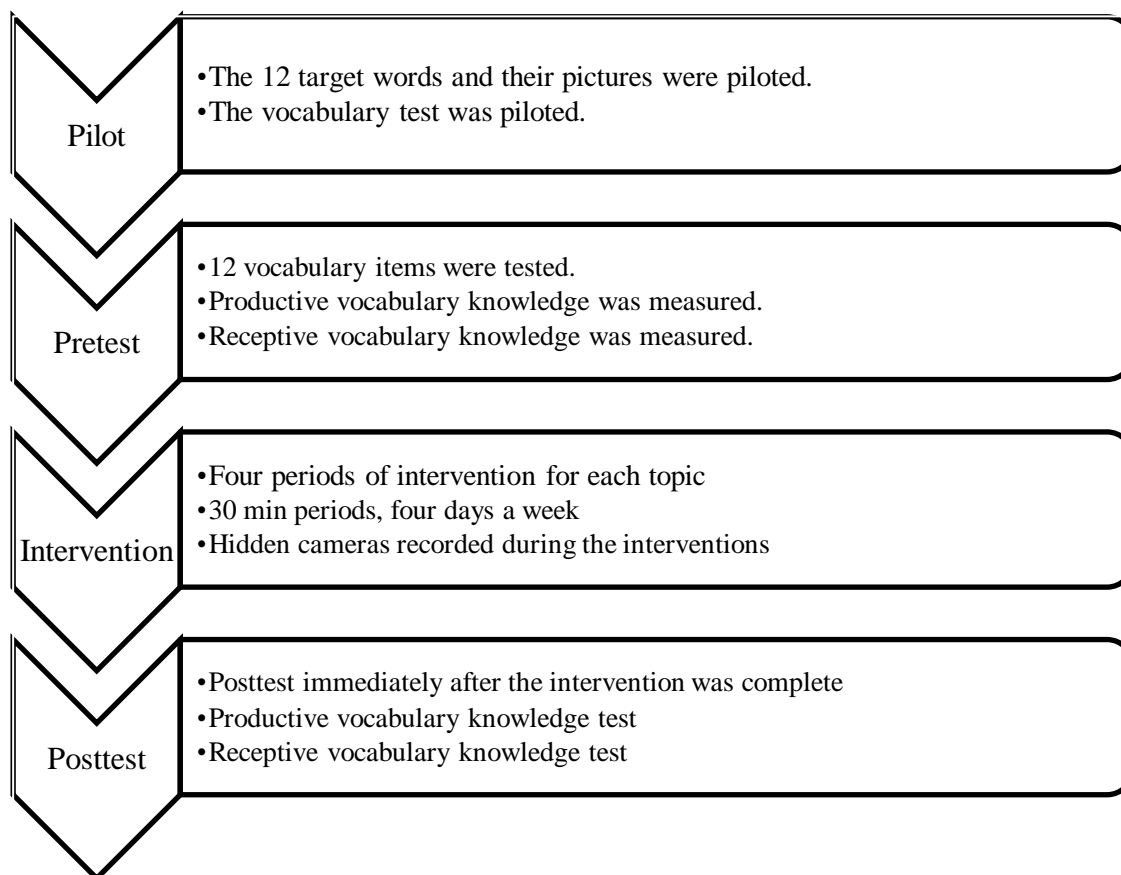 Pilot
•The 12 target words and their pictures were piloted.
•The vocabulary test was piloted.
Pretest
•12 vocabulary items were tested.
•Productive vocabulary knowledge was measured.
•Receptive vocabulary knowledge was measured.
Intervention
•Four periods of intervention for each topic
•30 min periods, four days a week
•Hidden cameras recorded during the interventions
Posttest
•Posttest immediately after the intervention was complete
•Productive vocabulary knowledge test
•Receptive vocabulary knowledge test